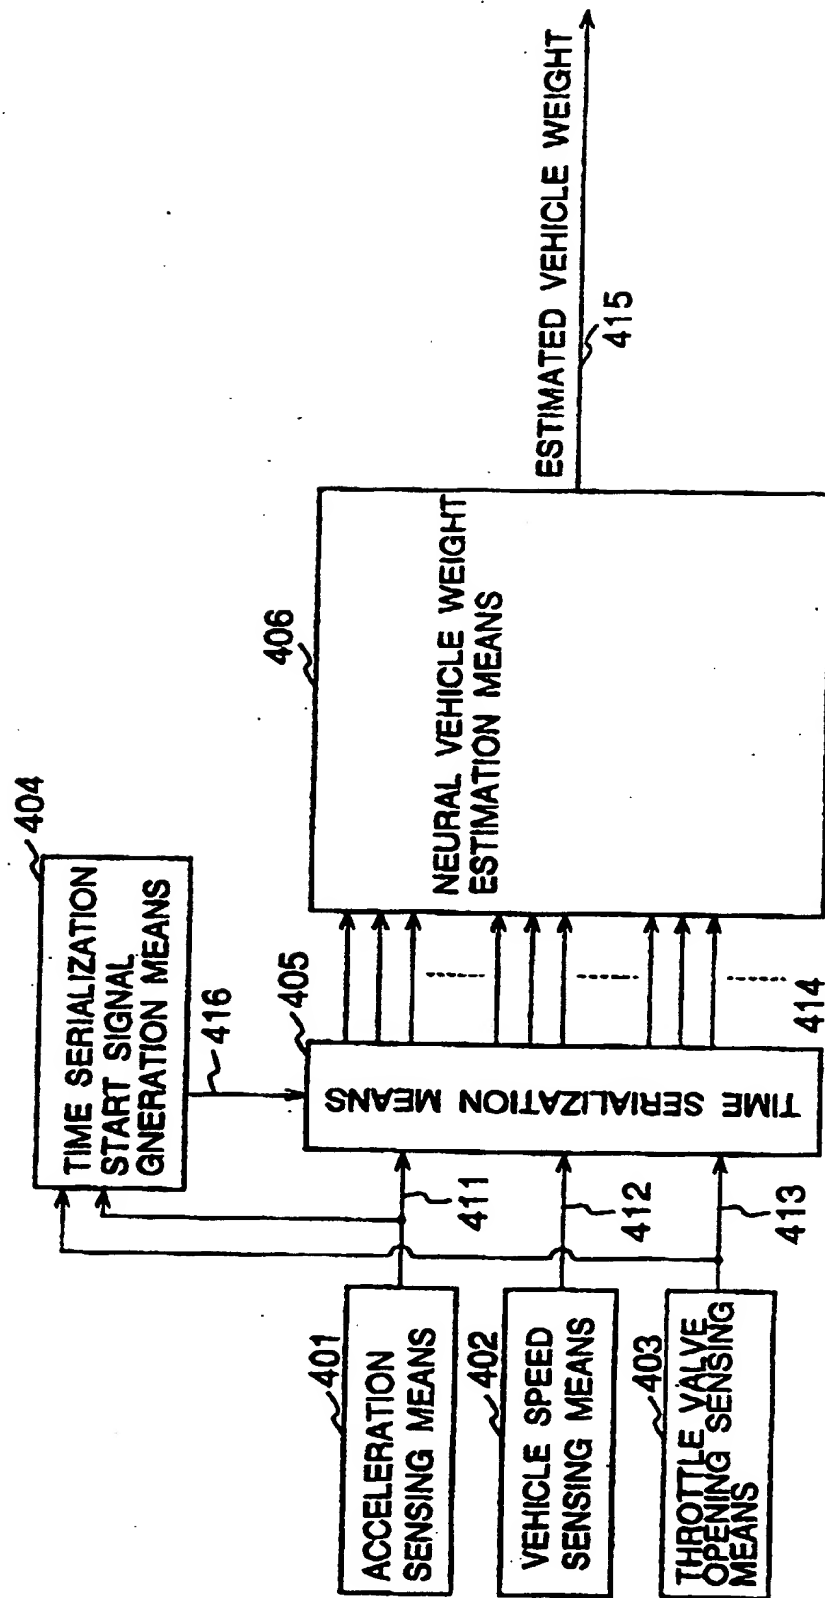 404
TIME SERIALIZATION
START SIGNAL
GNERATION MEANS
416
401
ACCELERATION
SENSING MEANS
411
402
VEHICLE SPEED
SENSING MEANS
412
403
THROTTLE VALVE
OPENING SENSING
MEANS
413
405
TIME SERIALIZATION MEANS
414
406
NEURAL VEHICLE WEIGHT
ESTIMATION MEANS
ESTIMATED VEHICLE WEIGHT
415